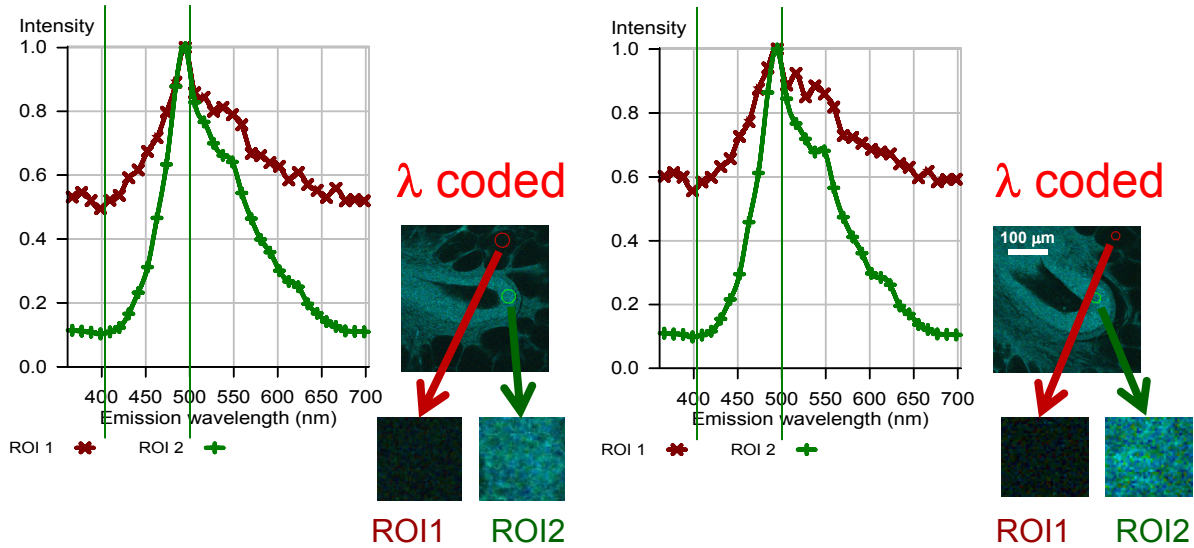 Intensity
1.0
0.8
0.6
0.4
0.2
0.0
400 450 500 550 600 650 700
Emission wavelength (nm)
ROI 1 ROI 2
λ coded
ROI1 ROI2
Intensity
1.0
0.8
0.6
0.4
0.2
0.0
400 450 500 550 600 650 700
Emission wavelength (nm)
ROI 1 ROI 2
λ coded
100 μm
ROI1 ROI2